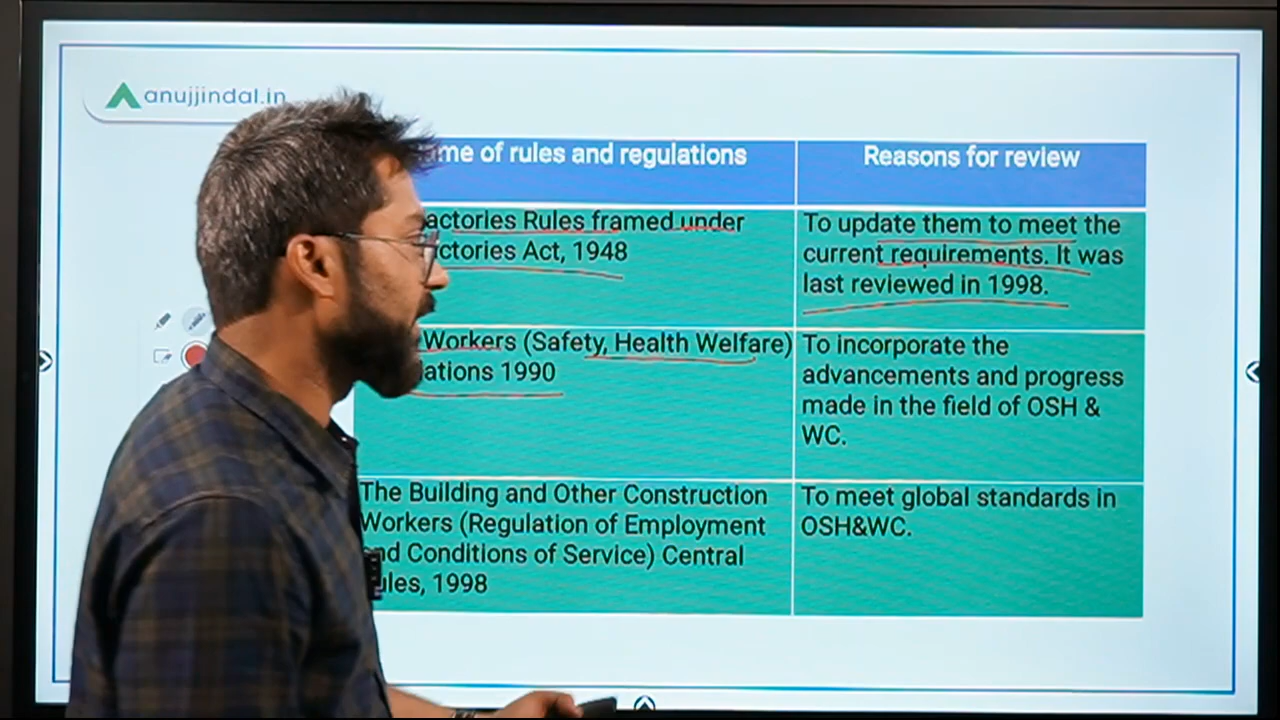 anujjindal.in
me of rules and regulations
Reasons for review
actories Rules framed under
ctories Act, 1948
To update them to meet the
current requirements. It was
last reviewed in 1998.
Workers (Safety, Health Welfare)
ations 1990
To incorporate the
advancements and progress
made in the field of OSH &
WC.
The Building and Other Construction
Workers (Regulation of Employment
and Conditions of Service) Central
ules, 1998
To meet global standards in
OSH&WC.